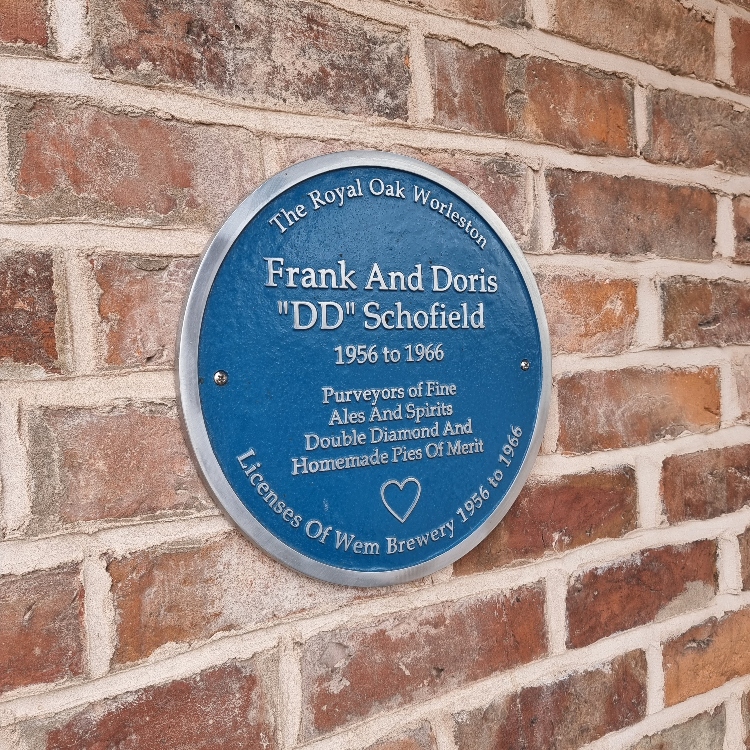 The Royal Oak Worleston
Frank And Doris
"DD" Schofield
1956 to 1966
Purveyors of Fine
Ales And Spirits
Double Diamond And
Homemade Pies Of Merit
Licenses Of Wem Brewery 1956 to 1966